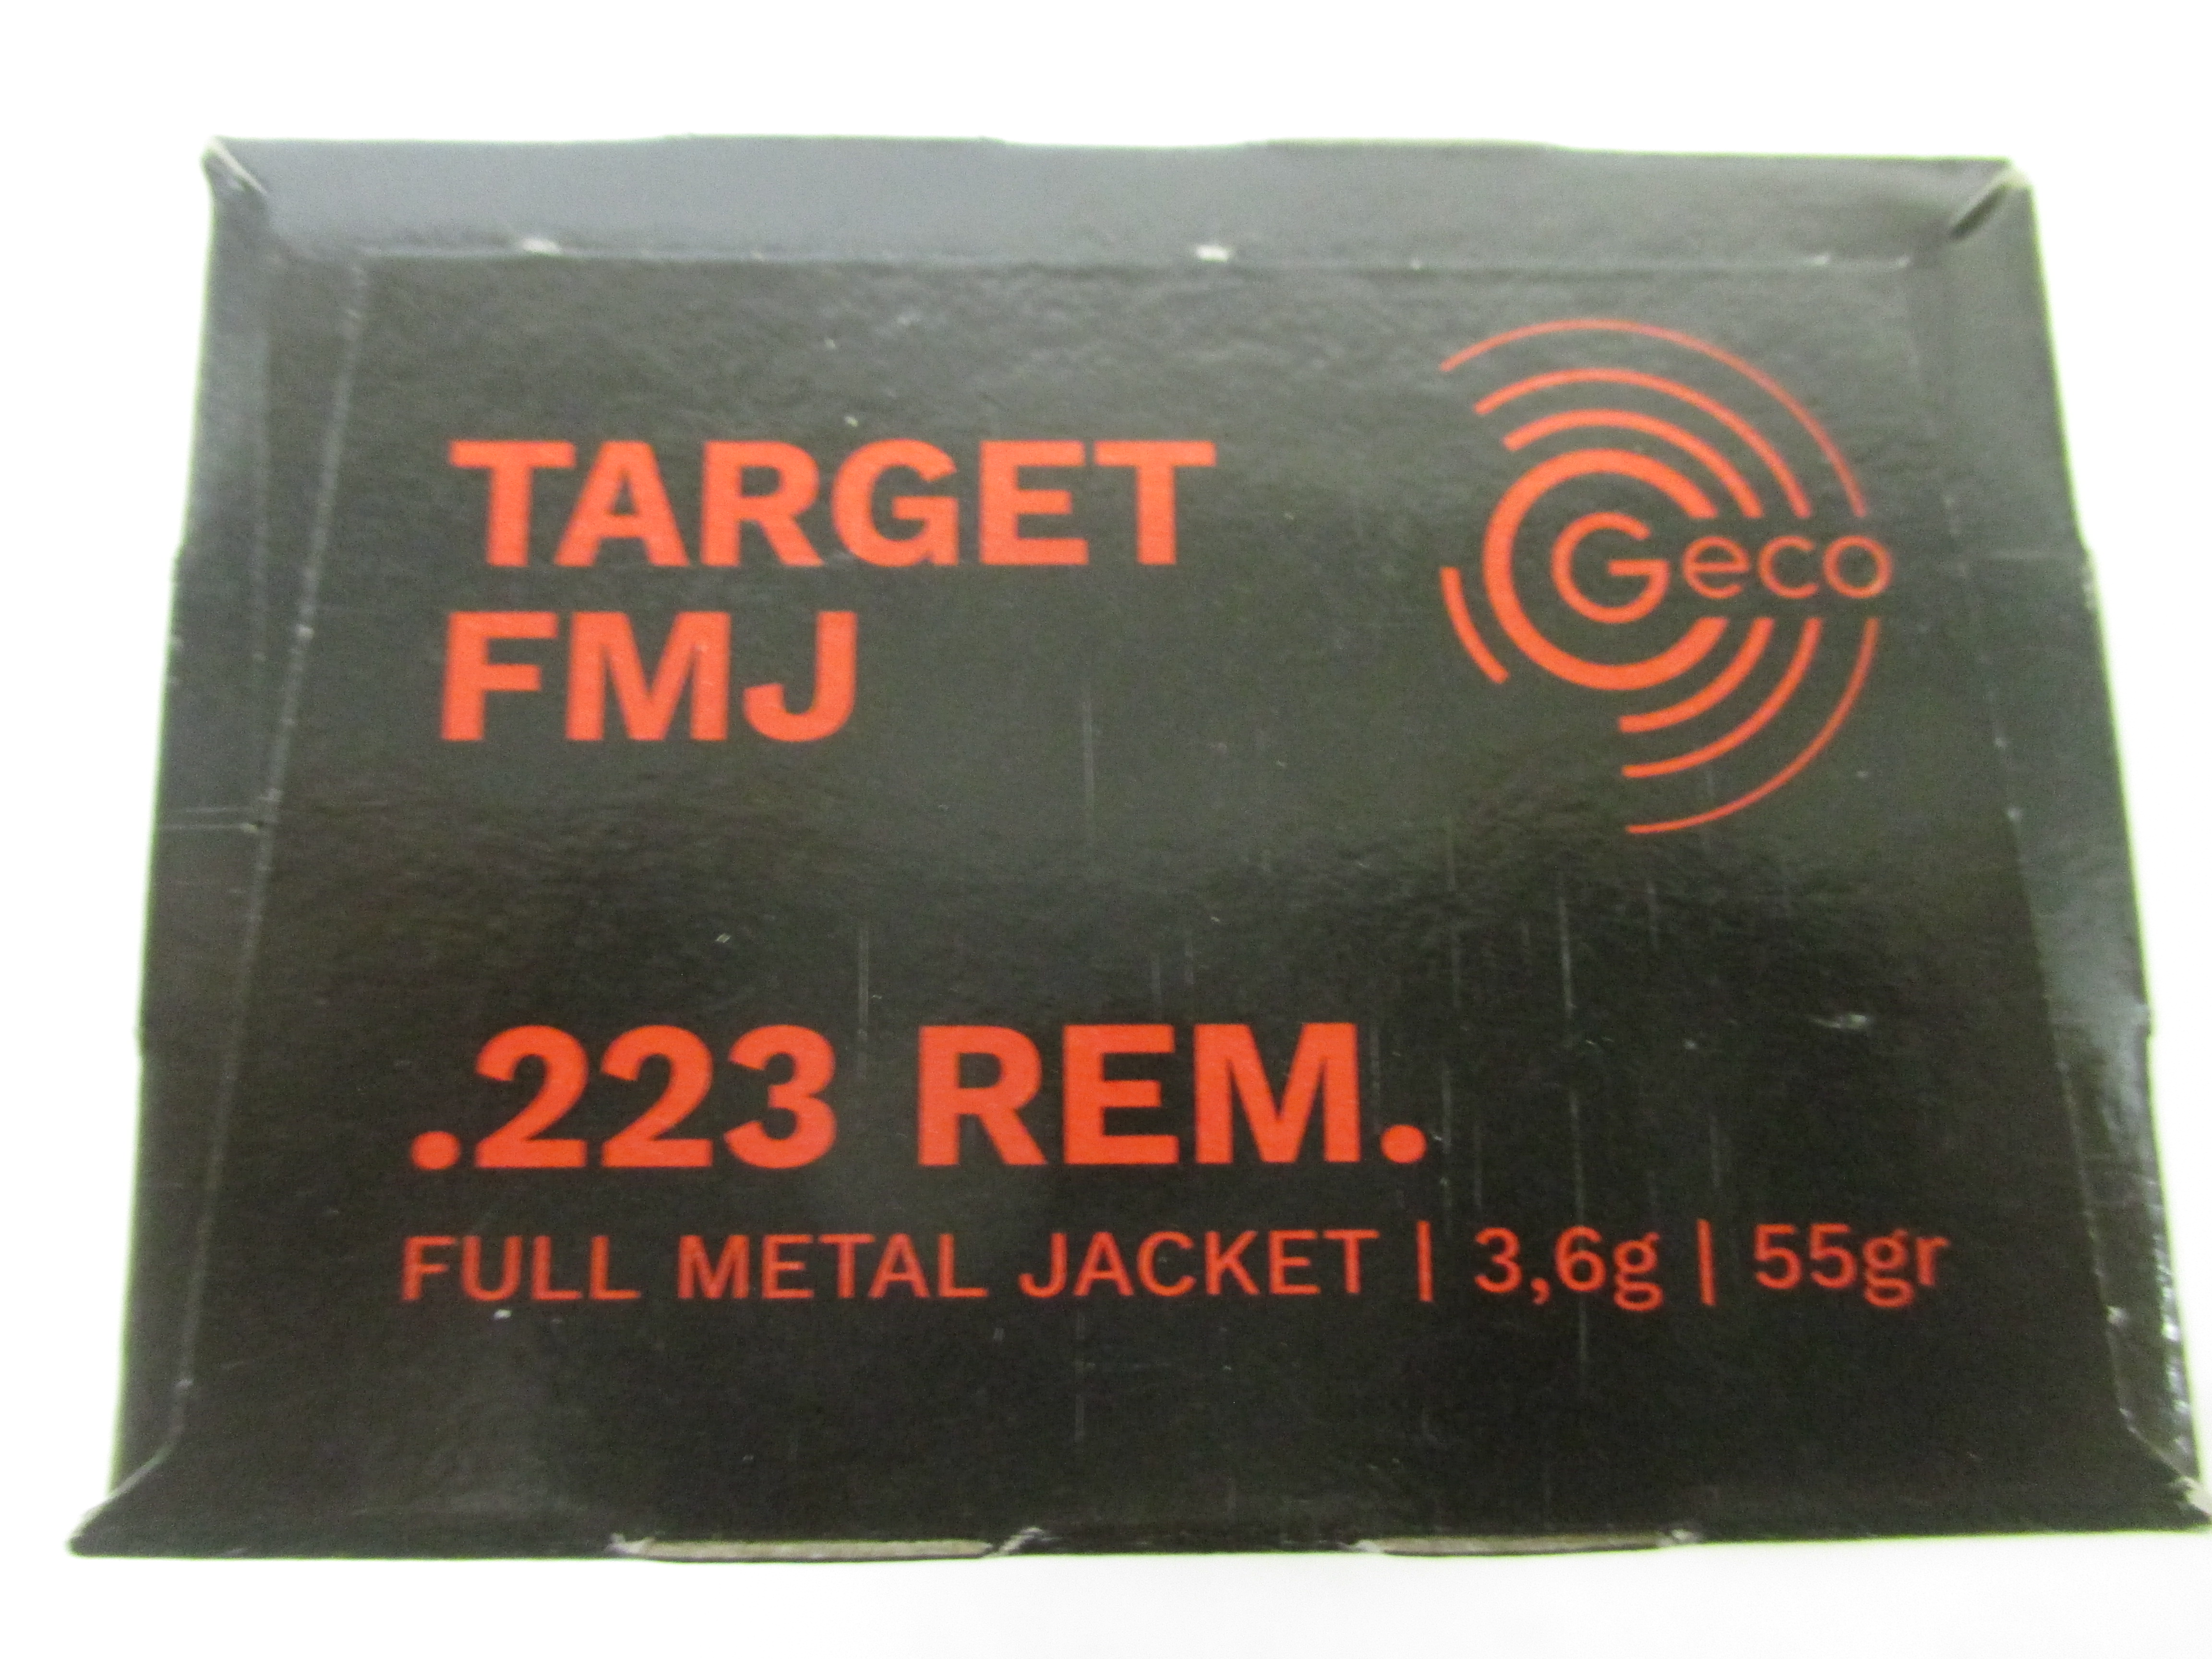 TARGET
FMJ
Geco
.223 REM.
FULL METAL JACKET | 3,6g | 55gr